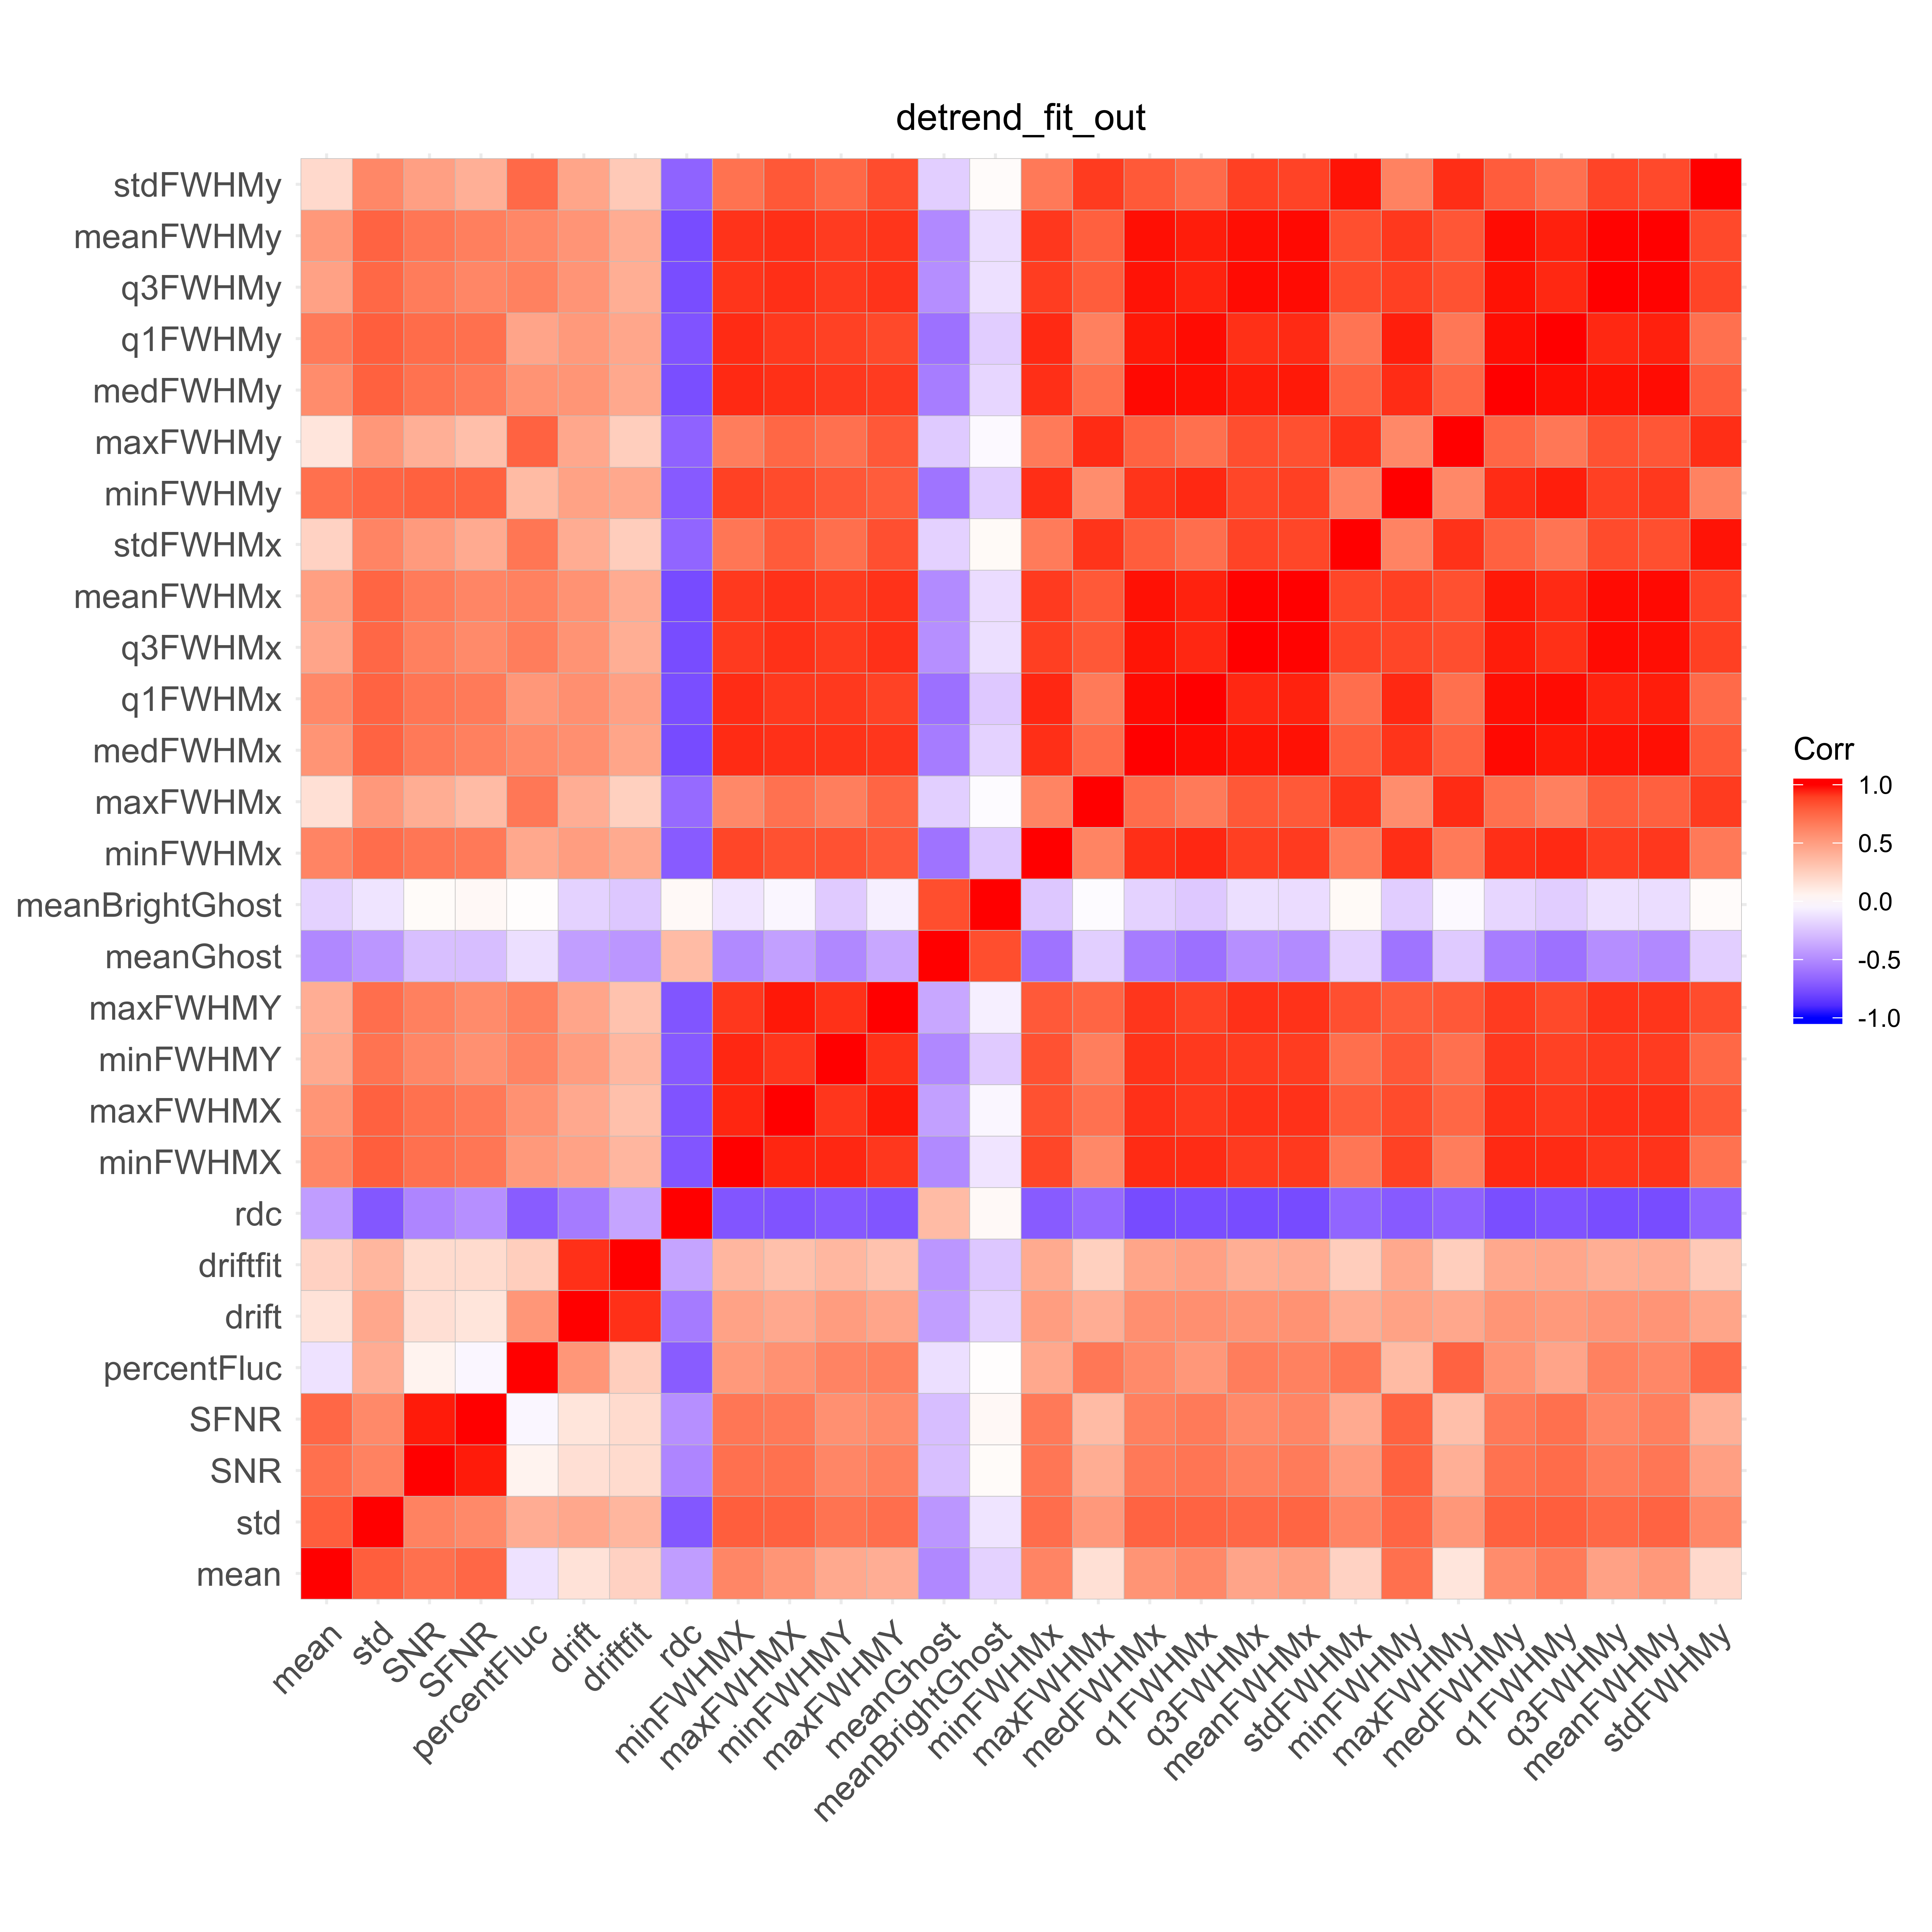 detrend_fit_out
stdFWHMy
meanFWHMy
q3FWHMy
q1FWHMy
medFWHMy
maxFWHMy
minFWHMy
stdFWHMx
meanFWHMx
q3FWHMx
q1FWHMx
medFWHMx
maxFWHMx
minFWHMx
meanBrightGhost
meanGhost
maxFWHMY
minFWHMY
maxFWHMX
minFWHMX
rdc
driftfit
drift
percentFluc
SFNR
SNR
std
mean
mean
std
SNR
SFNR
percentFluc
drift
driftfit
rdc
minFWHMX
maxFWHMX
minFWHMY
maxFWHMY
meanGhost
meanBrightGhost
minFWHMx
maxFWHMx
medFWHMx
q1FWHMx
q3FWHMx
meanFWHMx
stdFWHMx
minFWHMy
maxFWHMy
medFWHMy
q1FWHMy
q3FWHMy
meanFWHMy
stdFWHMy
Corr
1.0
0.5
0.0
-0.5
-1.0